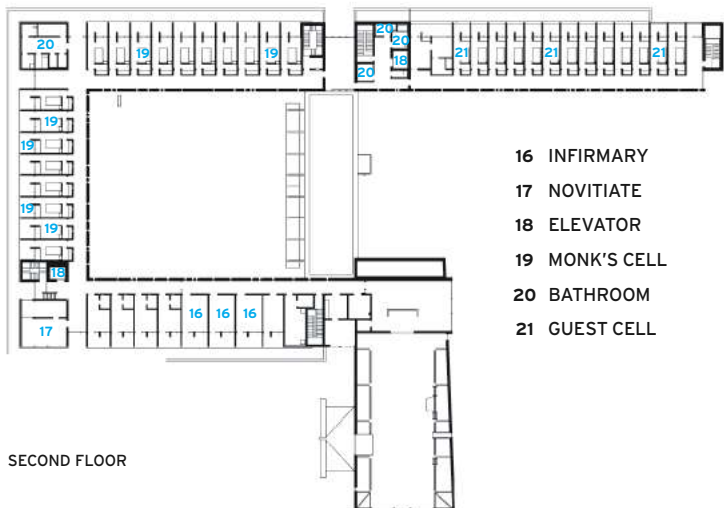 20
20
19
19
20
18
21
21
21
20
19
19
19
19
18
17
16
16
16
16 INFIRMARY
17 NOVITIATE
18 ELEVATOR
19 MONK'S CELL
20 BATHROOM
21 GUEST CELL
SECOND FLOOR